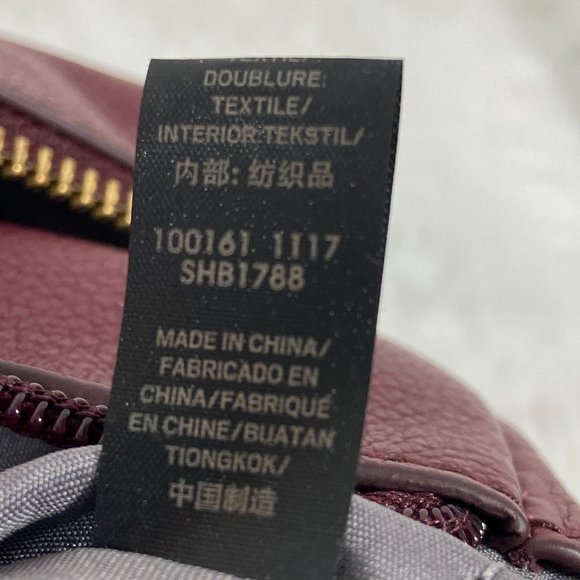 DOUBLURE:
TEXTILE/
INTERIOR TEKSTIL/
内部: 纺织品
100161 1117
SHB1788
MADE IN CHINA/
FABRICADO EN
CHINA/FABRIQUÉ
EN CHINE/BUATAN
TIONGKOK/
中国制造